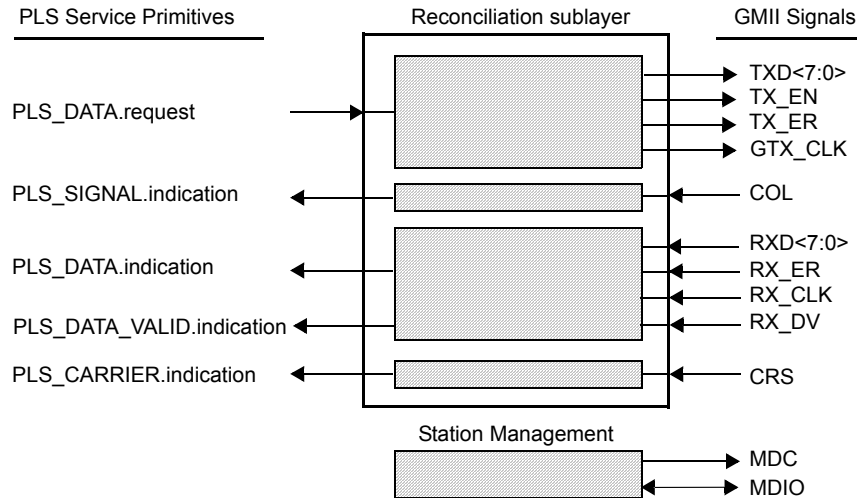 PLS Service Primitives
Reconciliation sublayer
GMII Signals
PLS_DATA.request
TXD<7:0>
TX_EN
TX_ER
GTX_CLK
PLS_SIGNAL.indication
COL
PLS_DATA.indication
RXD<7:0>
RX_ER
RX_CLK
PLS_DATA_VALID.indication
RX_DV
PLS_CARRIER.indication
CRS
Station Management
MDC
MDIO